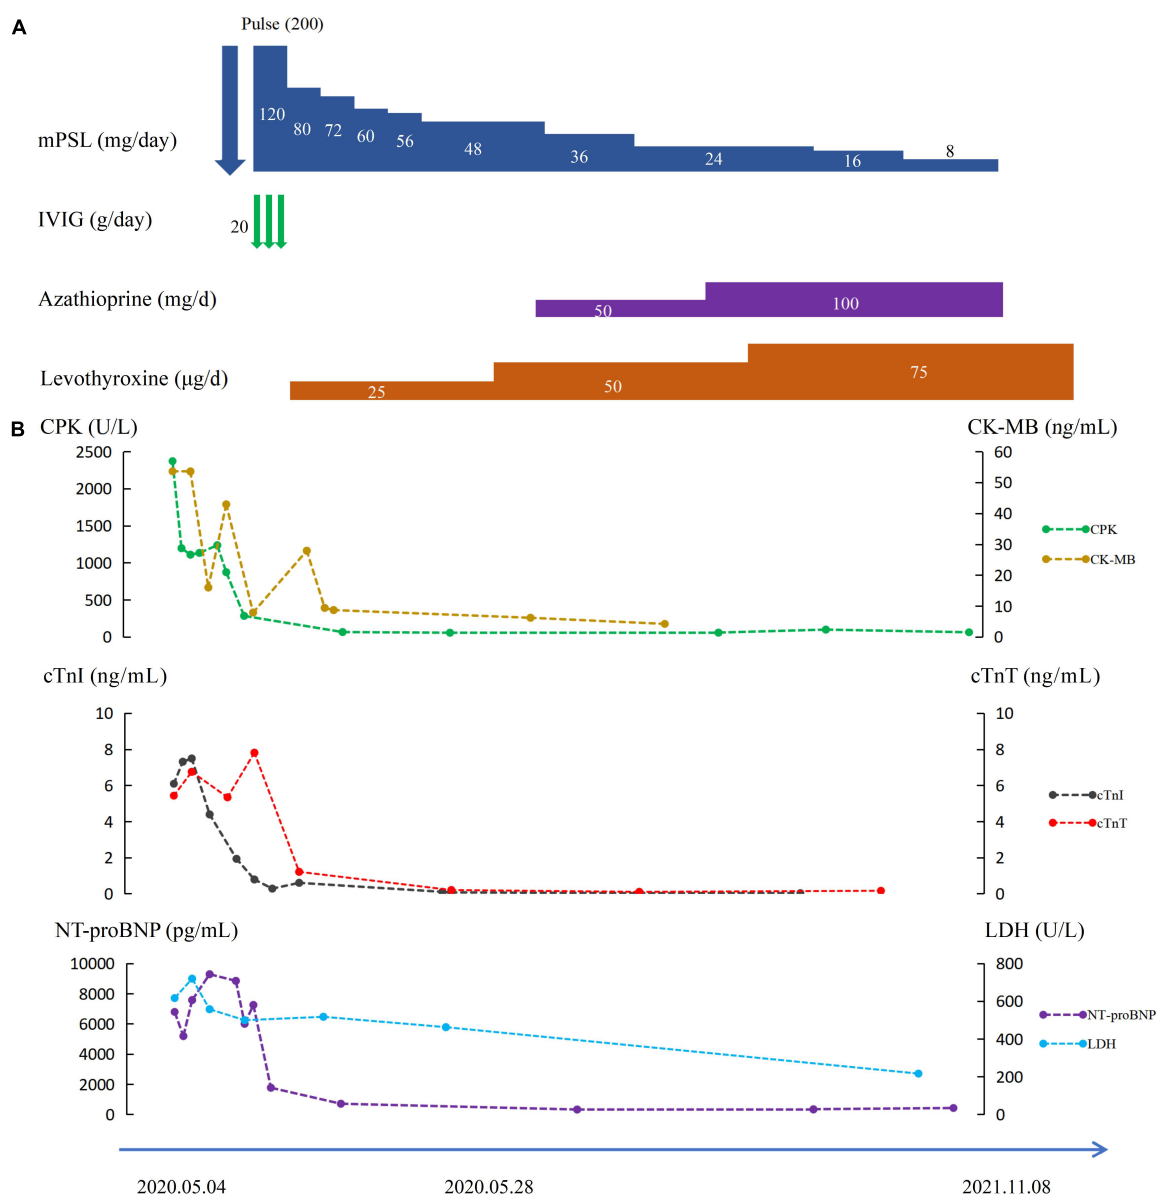 A
Pulse (200)
mPSL (mg/day)
120
80
72
60
56
48
36
24
16
8
IVIG (g/day)
20
Azathioprine (mg/d)
50
100
Levothyroxine (μg/d)
25
50
75
B
CPK (U/L)
CK-MB (ng/mL)
2500
2000
1500
1000
500
0
60
50
40
30
20
10
0
CPK
CK-MB
cTnI (ng/mL)
cTnT (ng/mL)
10
8
6
4
2
0
10
8
6
4
2
0
cTnI
cTnT
NT-proBNP (pg/mL)
LDH (U/L)
10000
8000
6000
4000
2000
0
800
600
400
200
0
NT-proBNP
LDH
2020.05.04
2020.05.28
2021.11.08